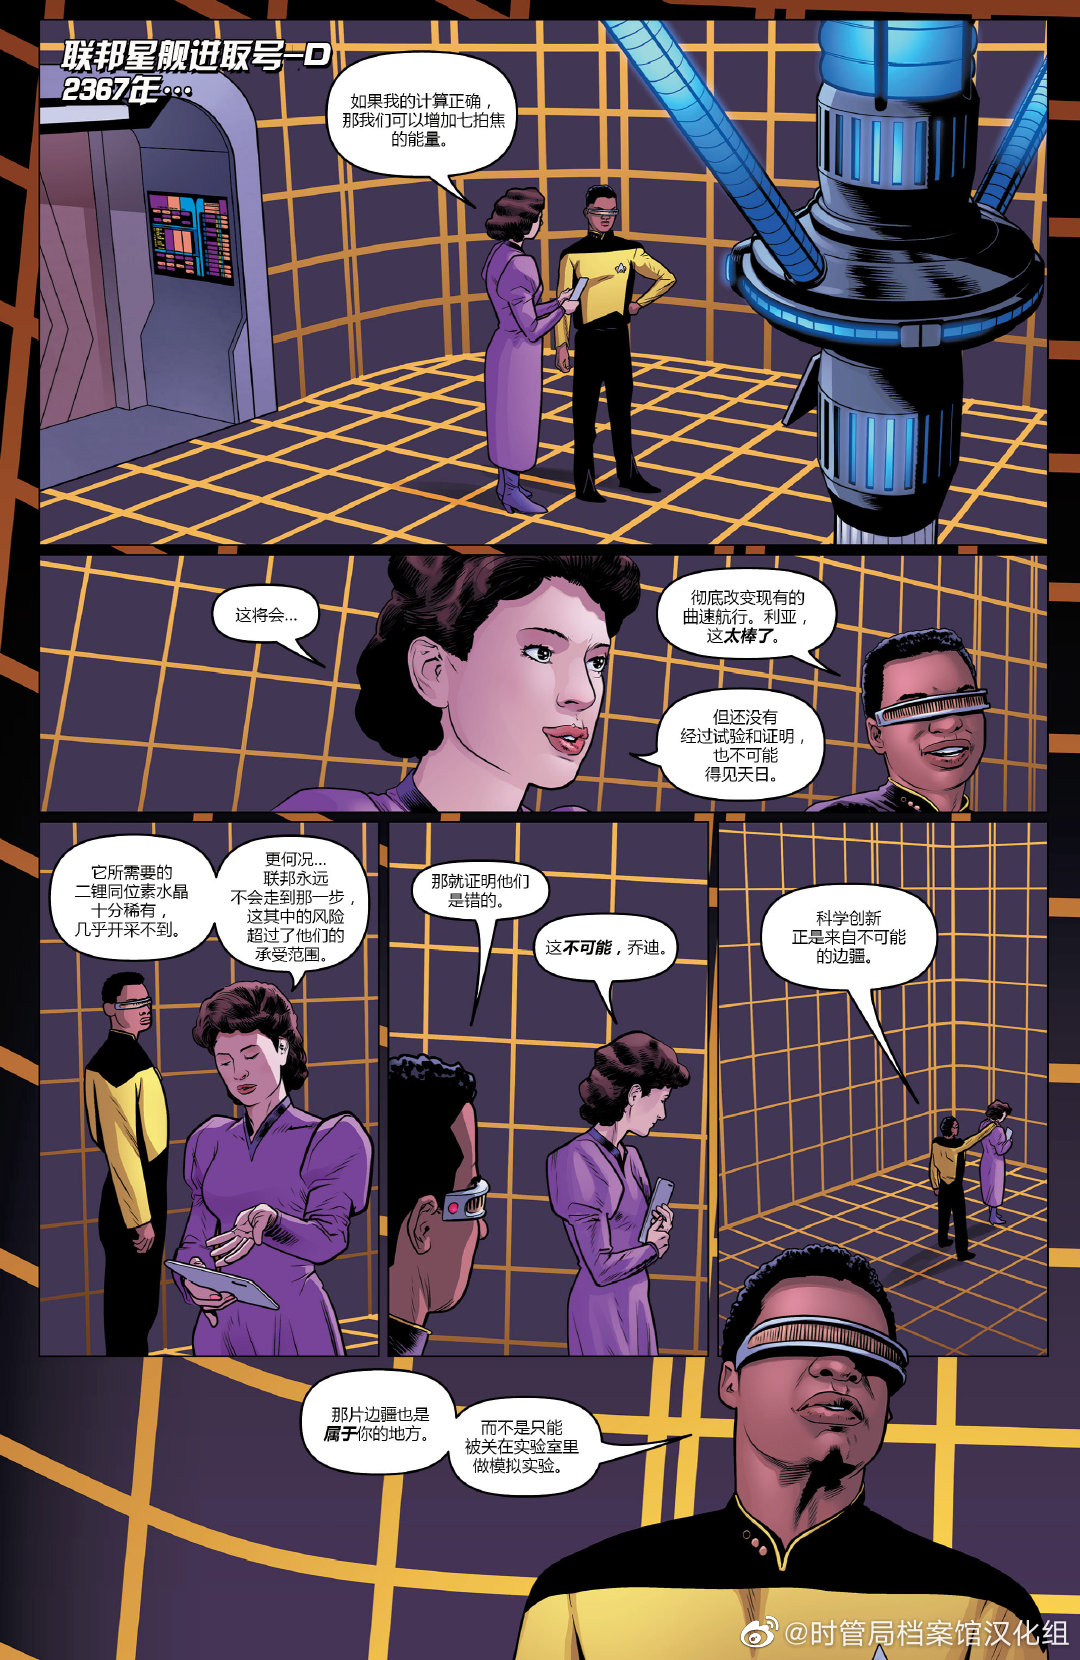 联邦星舰进取号-D
2367年…
如果我的计算正确，
那我们可以增加七拍焦
的能量。
这将会…
彻底改变现有的
曲速航行。利亚，
这太棒了。
但还没有
经过试验和证明，
也不可能
得见天日。
它所需要的
二锂同位素水晶
十分稀有，
几乎开采不到。
更何况…
联邦永远
不会走到那一步，
这其中的风险
超过了他们的
承受范围。
那就证明他们
是错的。
这不可能，乔迪。
科学创新
正是来自不可能
的边疆。
那片边疆也是
属于你的地方。
而不是只能
被关在实验室里
做模拟实验。
@时管局档案馆汉化组